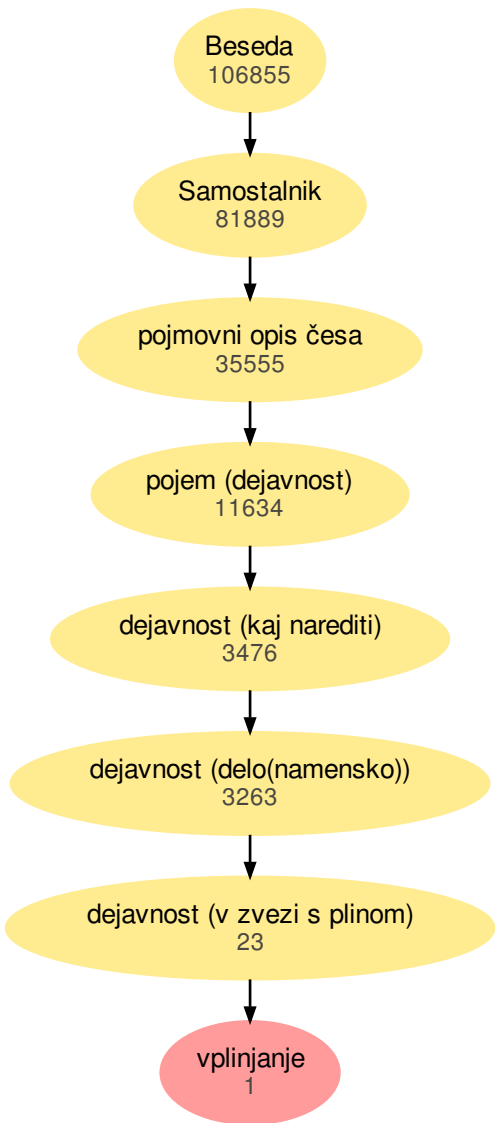 Beseda
106855
Samostalnik
81889
pojmovni opis česa
35555
pojem (dejavnost)
11634
dejavnost (kaj narediti)
3476
dejavnost (delo(namensko))
3263
dejavnost (v zvezi s plinom)
23
vplinjanje
1